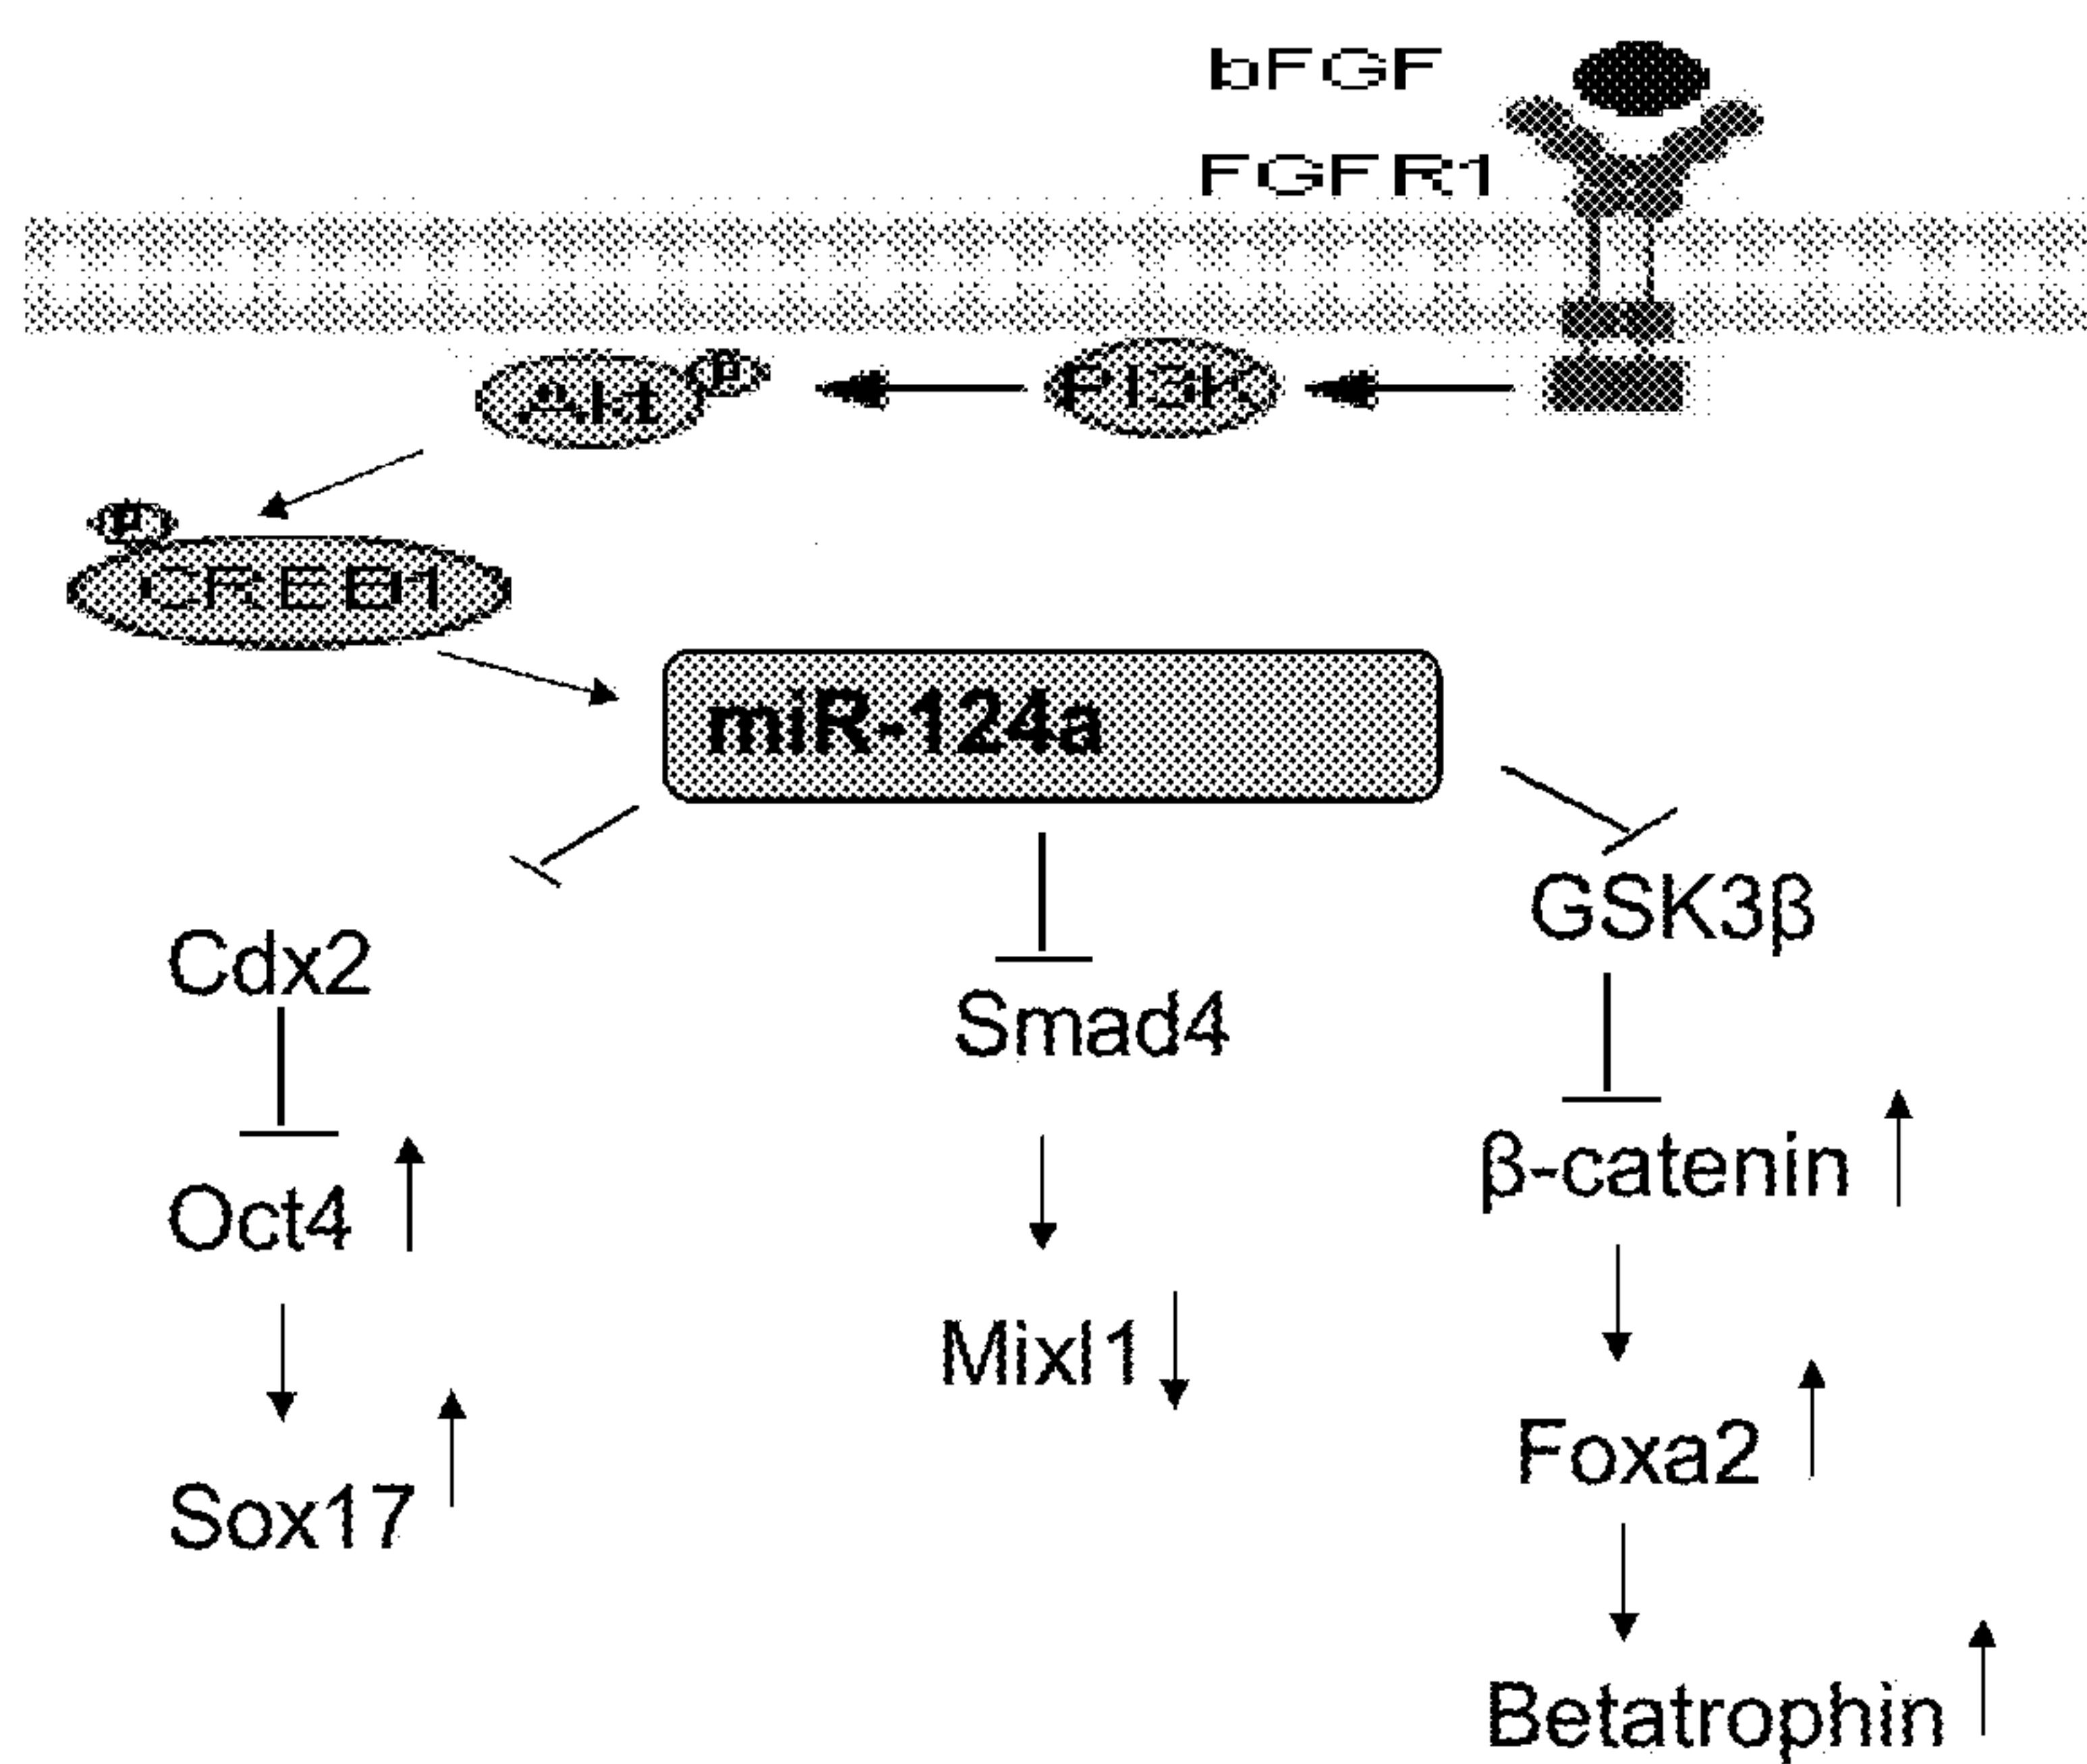 bFGF
FGFR1
Akt
P
PI3K
P
CREB1
miR-124a
Cdx2
Smad4
GSK3β
Oct4
β-catenin
Mixl1
Foxa2
Sox17
Betatrophin